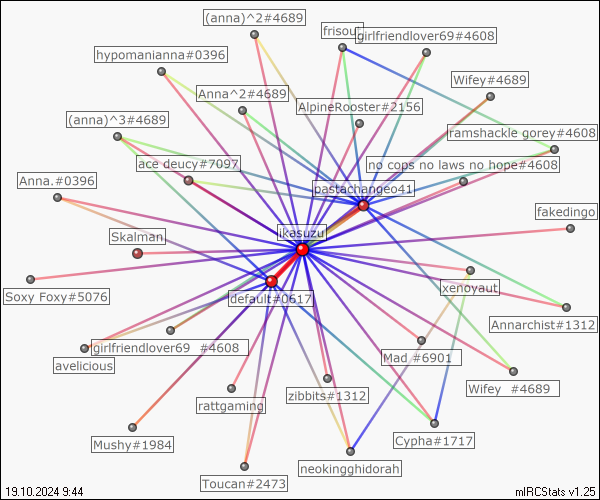 (anna)^2#4689
frisou
girlfriendlover69#4608
hypomanianna#0396
Wifey#4689
Anna^2#4689
AlpineRooster#2156
(anna)^3#4689
ramshackle gorey#4608
ace deucy#7097
no cops no laws no hope#4608
Anna.#0396
pastachangeo41
fakedingo
ikasuzu
Skalman
xenoyaut
Soxy Foxy#5076
default#0617
Annarchist#1312
girlfriendlover69 #4608
Mad #6901
avelicious
Wifey #4689
zibbits#1312
rattgaming
Mushy#1984
Cypha#1717
neokingghidorah
Toucan#2473
19.10.2024 9:44
mIRCStats v1.25